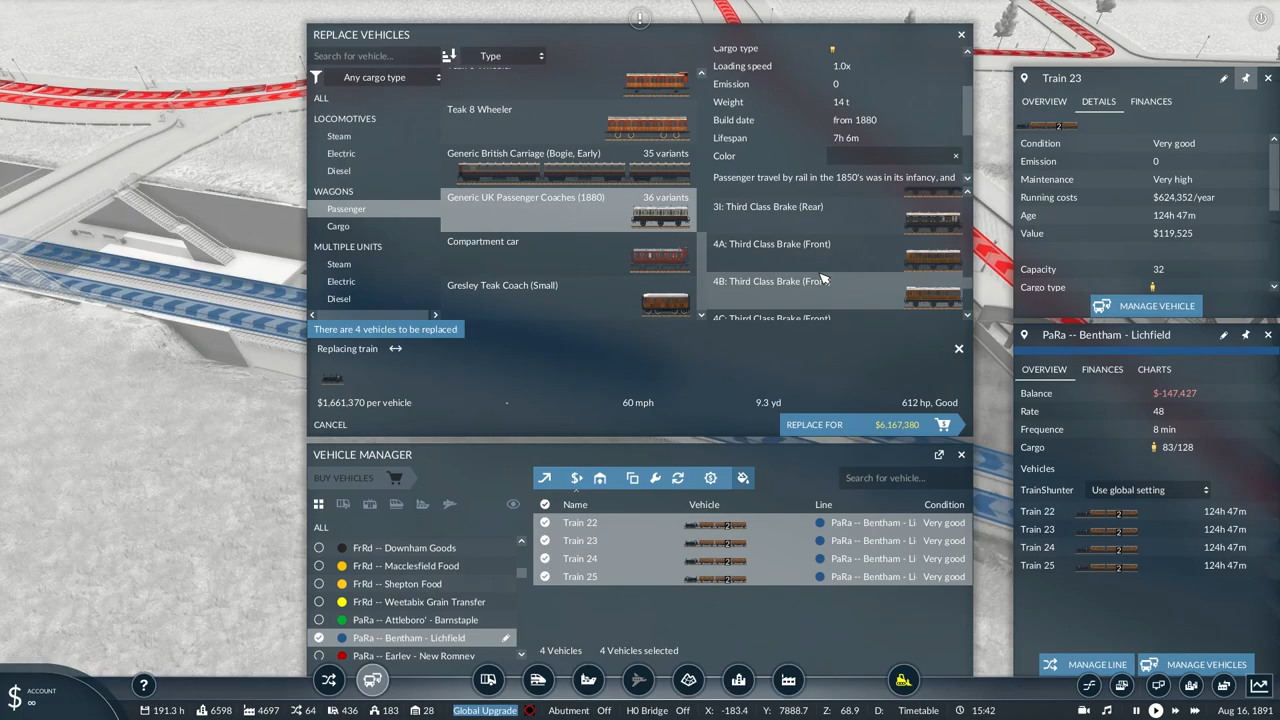 REPLACE VEHICLES
Search for vehicle...
Type
Any cargo type
ALL
LOCOMOTIVES
Steam
Electric
Diesel
WAGONS
Passenger
Cargo
MULTIPLE UNITS
Steam
Electric
Diesel
Teak 8 Wheeler
Generic British Carriage (Bogie, Early) 35 variants
Generic UK Passenger Coaches (1880) 36 variants
Compartment car
Gresley Teak Coach (Small)
Cargo type
Loading speed 1.0x
Emission 0
Weight 14 t
Build date from 1880
Lifespan 7h 6m
Color
Passenger travel by rail in the 1850's was in its infancy, and
3I: Third Class Brake (Rear)
4A: Third Class Brake (Front)
4B: Third Class Brake (Front)
4C: Third Class Brake (Front)
There are 4 vehicles to be replaced
Replacing train
$1,661,370 per vehicle - 60 mph 9.3 yd 612 hp, Good
CANCEL
REPLACE FOR $6,167,380
VEHICLE MANAGER
BUY VEHICLES
Search for vehicle...
Name Vehicle Line Condition
ALL
FrRd -- Downham Goods
FrRd -- Macclesfield Food
FrRd -- Shepton Food
FrRd -- Weetabix Grain Transfer
PaRa -- Attleboro' - Barnstaple
PaRa -- Bentham - Lichfield
PaRa -- Earley - New Romney
Train 22 2 PaRa -- Bentham - Li Very good
Train 23 2 PaRa -- Bentham - Li Very good
Train 24 2 PaRa -- Bentham - Li Very good
Train 25 2 PaRa -- Bentham - Li Very good
4 Vehicles 4 Vehicles selected
Train 23
OVERVIEW DETAILS FINANCES
2
Condition Very good
Emission 0
Maintenance Very high
Running costs $624,352/year
Age 124h 47m
Value $119,525
Capacity 32
Cargo type
MANAGE VEHICLE
PaRa -- Bentham - Lichfield
OVERVIEW FINANCES CHARTS
Balance $-147,427
Rate 48
Frequence 8 min
Cargo 83/128
Vehicles
TrainShunter Use global setting
Train 22 2 124h 47m
Train 23 2 124h 47m
Train 24 2 124h 47m
Train 25 2 124h 47m
MANAGE LINE MANAGE VEHICLES
$ ACCOUNT
∞
?
191.3 h 6598 4697 64 436 183 28 Global Upgrade Abutment Off H0 Bridge Off X: -183.4 Y: 7888.7 Z: 68.9 D: Timetable 15:42 Aug 16, 1891